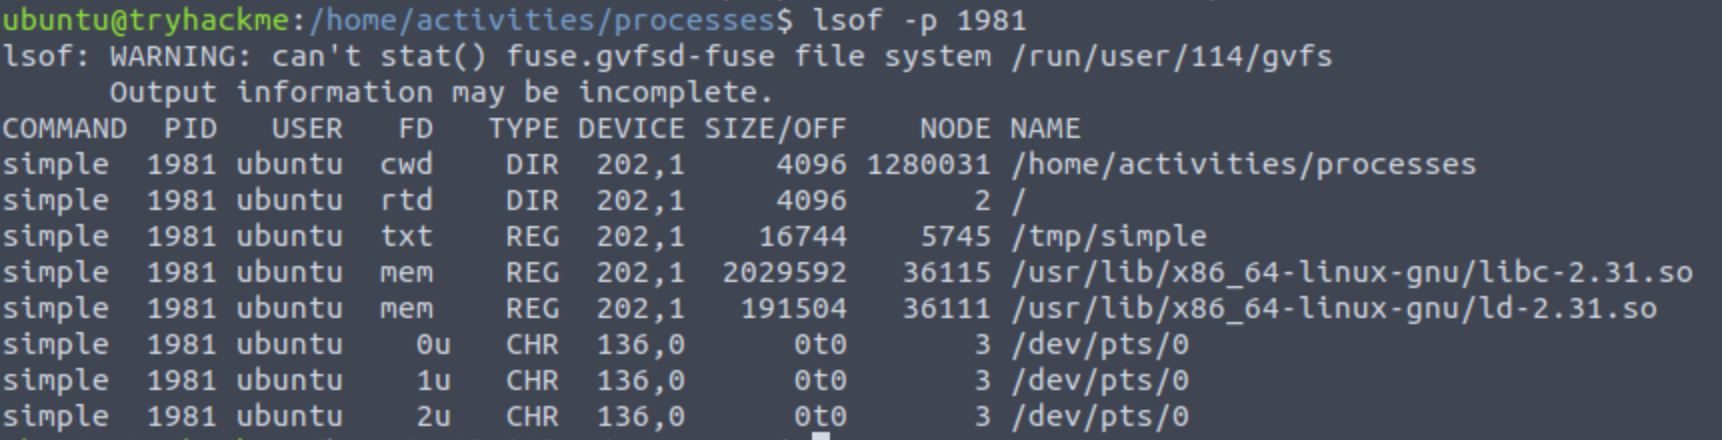 ubuntu@tryhackme:/home/activities/processes$ lsof -p 1981
lsof: WARNING: can't stat() fuse.gvfsd-fuse file system /run/user/114/gvfs
      Output information may be incomplete.
COMMAND  PID   USER   FD   TYPE DEVICE SIZE/OFF    NODE NAME
simple  1981 ubuntu  cwd    DIR  202,1     4096 1280031 /home/activities/processes
simple  1981 ubuntu  rtd    DIR  202,1     4096       2 /
simple  1981 ubuntu  txt    REG  202,1    16744    5745 /tmp/simple
simple  1981 ubuntu  mem    REG  202,1  2029592   36115 /usr/lib/x86_64-linux-gnu/libc-2.31.so
simple  1981 ubuntu  mem    REG  202,1   191504   36111 /usr/lib/x86_64-linux-gnu/ld-2.31.so
simple  1981 ubuntu    0u   CHR  136,0      0t0       3 /dev/pts/0
simple  1981 ubuntu    1u   CHR  136,0      0t0       3 /dev/pts/0
simple  1981 ubuntu    2u   CHR  136,0      0t0       3 /dev/pts/0